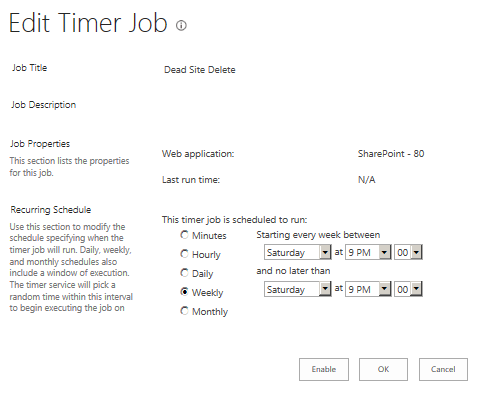 Edit Timer Job
Job Title
Dead Site Delete
Job Description
Job Properties
This section lists the properties
for this job.
Web application: SharePoint - 80
Last run time: N/A
Recurring Schedule
Use this section to modify the
schedule specifying when the
timer job will run. Daily, weekly,
and monthly schedules also
include a window of execution.
The timer service will pick a
random time within this interval
to begin executing the job on
This timer job is scheduled to run:
Minutes
Hourly
Daily
Weekly
Monthly
Starting every week between
Saturday at 9 PM 00
and no later than
Saturday at 9 PM 00
Enable OK Cancel